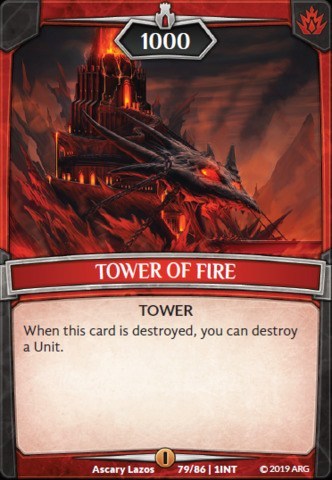 1000
TOWER OF FIRE
TOWER
When this card is destroyed, you can destroy
a Unit.
Ascary Lazos 79/86 | 1INT © 2019 ARG